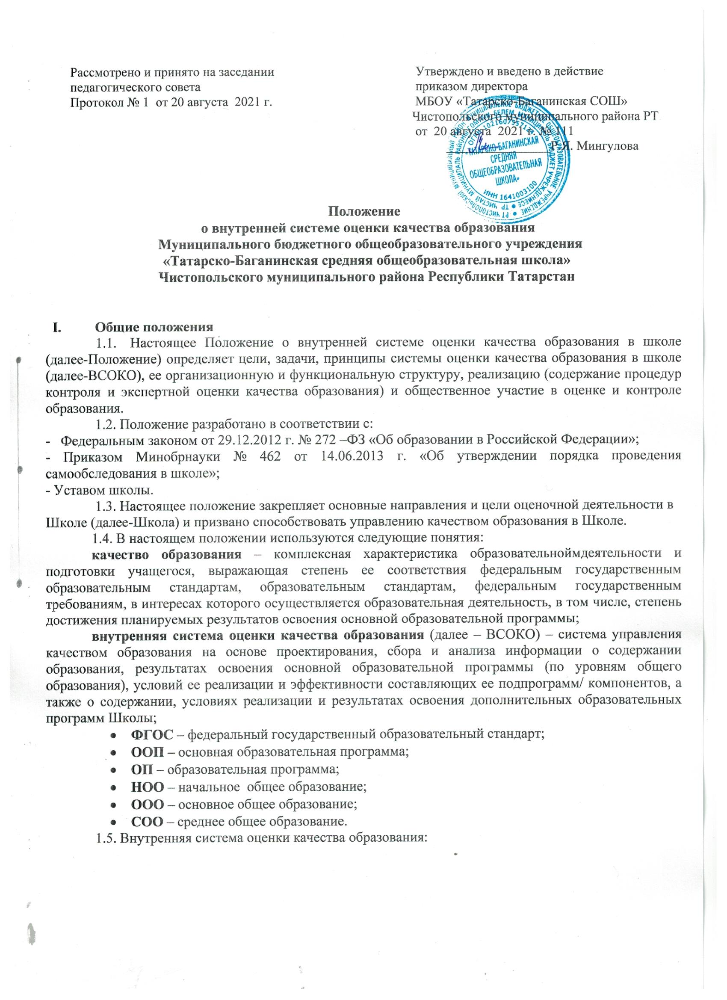 Рассмотрено и принято на заседании
педагогического совета
Протокол № 1  от 20 августа  2021 г.
Утверждено и введено в действие
приказом директора
МБОУ «Татарско-Баганинская СОШ»
Чистопольского муниципального района РТ
от  20 августа  2021 г. № 111
Р.Я. Мингулова
«ТАТАРСКО-БАГАНИНСКАЯ
СРЕДНЯЯ
ОБЩЕОБРАЗОВАТЕЛЬНАЯ
ШКОЛА»
ИНН 1641003100
Положение
о внутренней системе оценки качества образования
Муниципального бюджетного общеобразовательного учреждения
«Татарско-Баганинская средняя общеобразовательная школа»
Чистопольского муниципального района Республики Татарстан
I. Общие положения
1.1. Настоящее Положение о внутренней системе оценки качества образования в школе
(далее-Положение) определяет цели, задачи, принципы системы оценки качества образования в школе
(далее-ВСОКО), ее организационную и функциональную структуру, реализацию (содержание процедур
контроля и экспертной оценки качества образования) и общественное участие в оценке и контроле
образования.
1.2. Положение разработано в соответствии с:
- Федеральным законом от 29.12.2012 г. № 272 –ФЗ «Об образовании в Российской Федерации»;
- Приказом Минобрнауки № 462 от 14.06.2013 г. «Об утверждении порядка проведения
самообследования в школе»;
- Уставом школы.
1.3. Настоящее положение закрепляет основные направления и цели оценочной деятельности в
Школе (далее-Школа) и призвано способствовать управлению качеством образования в Школе.
1.4. В настоящем положении используются следующие понятия:
качество образования – комплексная характеристика образовательноймдеятельности и
подготовки учащегося, выражающая степень ее соответствия федеральным государственным
образовательным стандартам, образовательным стандартам, федеральным государственным
требованиям, в интересах которого осуществляется образовательная деятельность, в том числе, степень
достижения планируемых результатов освоения основной образовательной программы;
внутренняя система оценки качества образования (далее – ВСОКО) – система управления
качеством образования на основе проектирования, сбора и анализа информации о содержании
образования, результатах освоения основной образовательной программы (по уровням общего
образования), условий ее реализации и эффективности составляющих ее подпрограмм/ компонентов, а
также о содержании, условиях реализации и результатах освоения дополнительных образовательных
программ Школы;
• ФГОС – федеральный государственный образовательный стандарт;
• ООП – основная образовательная программа;
• ОП – образовательная программа;
• НОО – начальное  общее образование;
• ООО – основное общее образование;
• СОО – среднее общее образование.
1.5. Внутренняя система оценки качества образования: